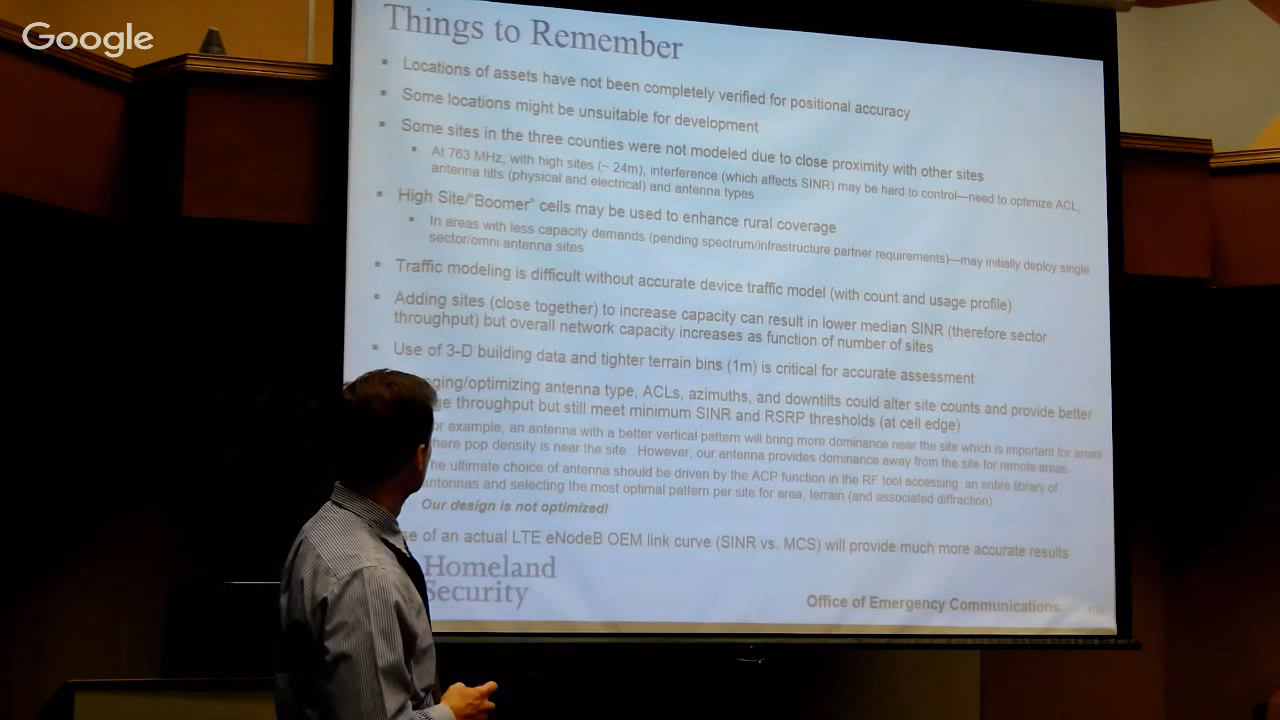 Google
Things to Remember
Locations of assets have not been completely verified for positional accuracy
Some locations might be unsuitable for development
Some sites in the three counties were not modeled due to close proximity with other sites
At 763 MHz, with high sites (~ 24m), interference (which affects SINR) may be hard to control—need to optimize ACL,
antenna tilts (physical and electrical) and antenna types
High Site/"Boomer" cells may be used to enhance rural coverage
In areas with less capacity demands (pending spectrum/infrastructure partner requirements)—may initially deploy single
sector/omni antenna sites
Traffic modeling is difficult without accurate device traffic model (with count and usage profile)
Adding sites (close together) to increase capacity can result in lower median SINR (therefore sector
throughput) but overall network capacity increases as function of number of sites
Use of 3-D building data and tighter terrain bins (1m) is critical for accurate assessment
ging/optimizing antenna type, ACLs, azimuths, and downtilts could alter site counts and provide better
throughput but still meet minimum SINR and RSRP thresholds (at cell edge)
or example, an antenna with a better vertical pattern will bring more dominance near the site which is important for areas
here pop density is near the site. However, our antenna provides dominance away from the site for remote areas
he ultimate choice of antenna should be driven by the ACP function in the RF tool accessing an entire library of
antennas and selecting the most optimal pattern per site for area, terrain (and associated diffraction)
Our design is not optimized!
se of an actual LTE eNodeB OEM link curve (SINR vs. MCS) will provide much more accurate results
Homeland
Security
Office of Emergency Communications